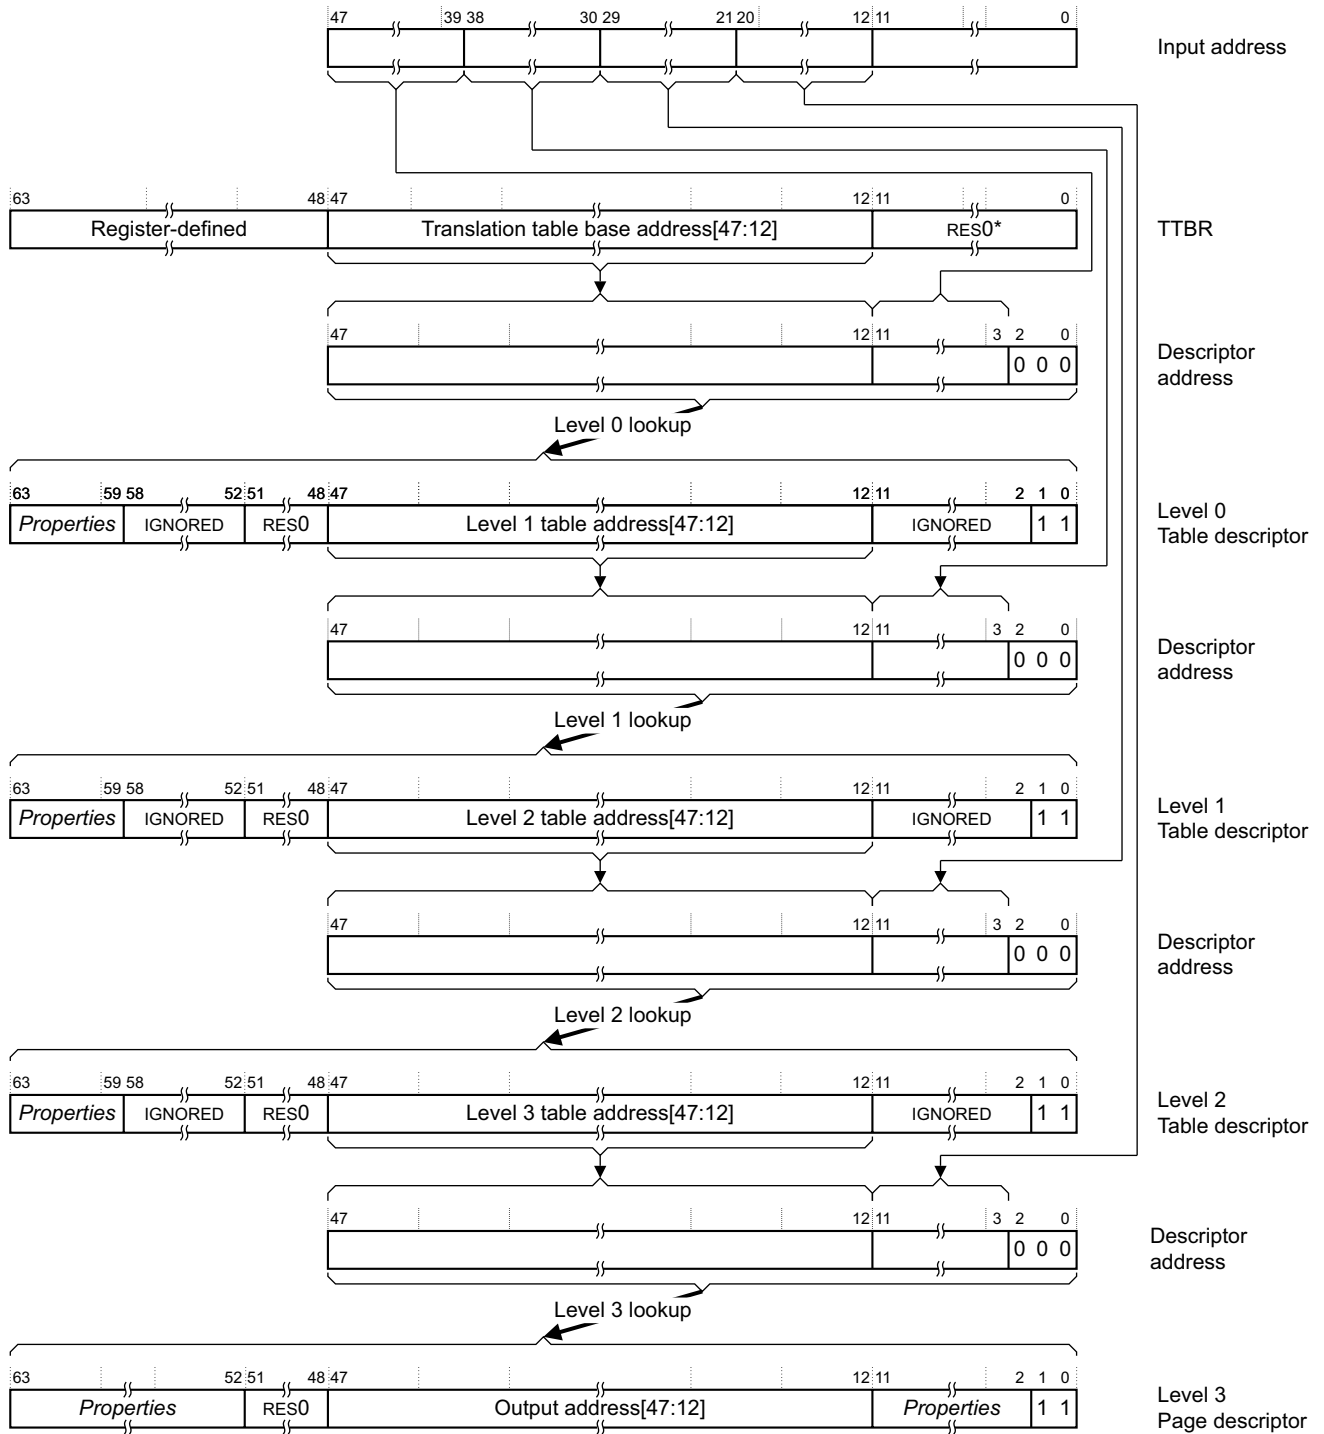 47 39 38 30 29 21 20 12 11 0
Input address
63 48 47 12 11 0
Register-defined Translation table base address[47:12] RES0*
TTBR
47 12 11 3 2 0
0 0 0
Descriptor
address
Level 0 lookup
63 59 58 52 51 48 47 12 11 2 1 0
Properties IGNORED RES0 Level 1 table address[47:12] IGNORED 1 1
Level 0
Table descriptor
47 12 11 3 2 0
0 0 0
Descriptor
address
Level 1 lookup
63 59 58 52 51 48 47 12 11 2 1 0
Properties IGNORED RES0 Level 2 table address[47:12] IGNORED 1 1
Level 1
Table descriptor
47 12 11 3 2 0
0 0 0
Descriptor
address
Level 2 lookup
63 59 58 52 51 48 47 12 11 2 1 0
Properties IGNORED RES0 Level 3 table address[47:12] IGNORED 1 1
Level 2
Table descriptor
47 12 11 3 2 0
0 0 0
Descriptor
address
Level 3 lookup
63 52 51 48 47 12 11 2 1 0
Properties RES0 Output address[47:12] Properties 1 1
Level 3
Page descriptor